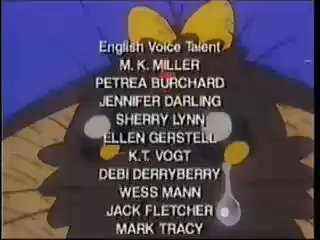 English Voice Talent
M. K. MILLER
PETREA BURCHARD
JENNIFER DARLING
SHERRY LYNN
ELLEN GERSTELL
K.T. VOGT
DEBI DERRYBERRY
WESS MANN
JACK FLETCHER
MARK TRACY